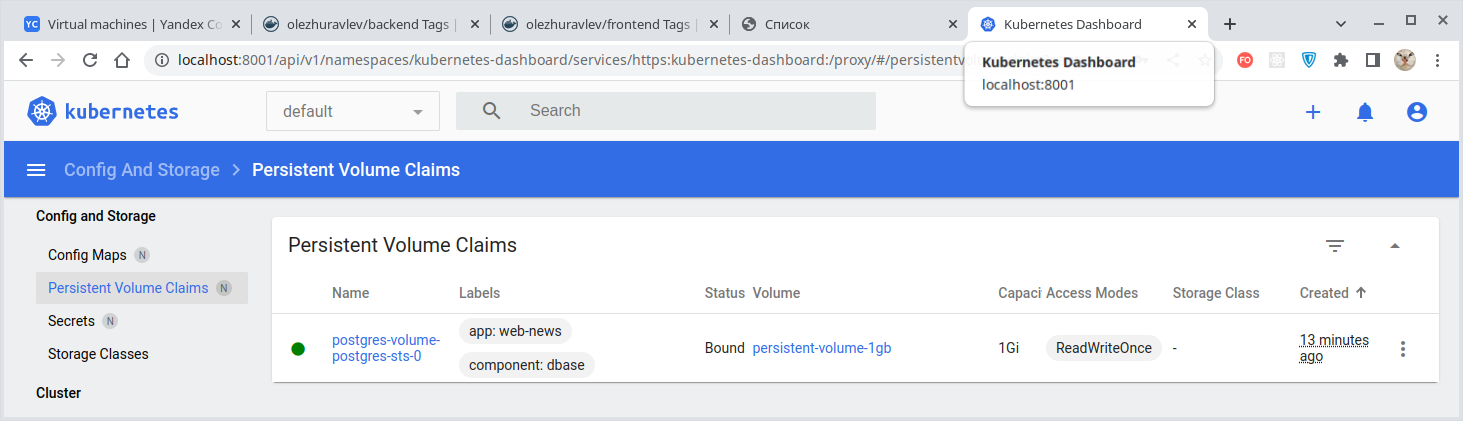 YC Virtual machines | Yandex Co
olezhuravlev/backend Tags |
olezhuravlev/frontend Tags |
Список
Kubernetes Dashboard
localhost:8001/api/v1/namespaces/kubernetes-dashboard/services/https:kubernetes-dashboard:/proxy/#/persistentv
FO
Kubernetes Dashboard
localhost:8001
kubernetes
default
Search
Config And Storage
Persistent Volume Claims
Config and Storage
Config Maps N
Persistent Volume Claims N
Secrets N
Storage Classes
Cluster
Persistent Volume Claims
Name Labels Status Volume Capaci Access Modes Storage Class Created
postgres-volume-
postgres-sts-0
app: web-news
component: dbase
Bound
persistent-volume-1gb
1Gi
ReadWriteOnce
-
13 minutes
ago